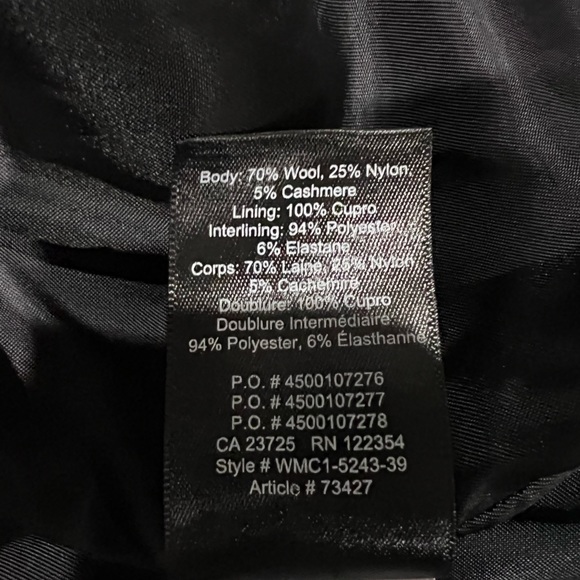 Body: 70% Wool, 25% Nylon,
5% Cashmere
Lining: 100% Cupro
Interlining: 94% Polyester,
6% Elastane
Corps: 70% Laine, 25% Nylon
5% Cachemire
Doublure: 100% Cupro
Doublure Intermédiaire:
94% Polyester, 6% Élasthanne
P.O. # 4500107276
P.O. # 4500107277
P.O. # 4500107278
CA 23725 RN 122354
Style # WMC1-5243-39
Article # 73427